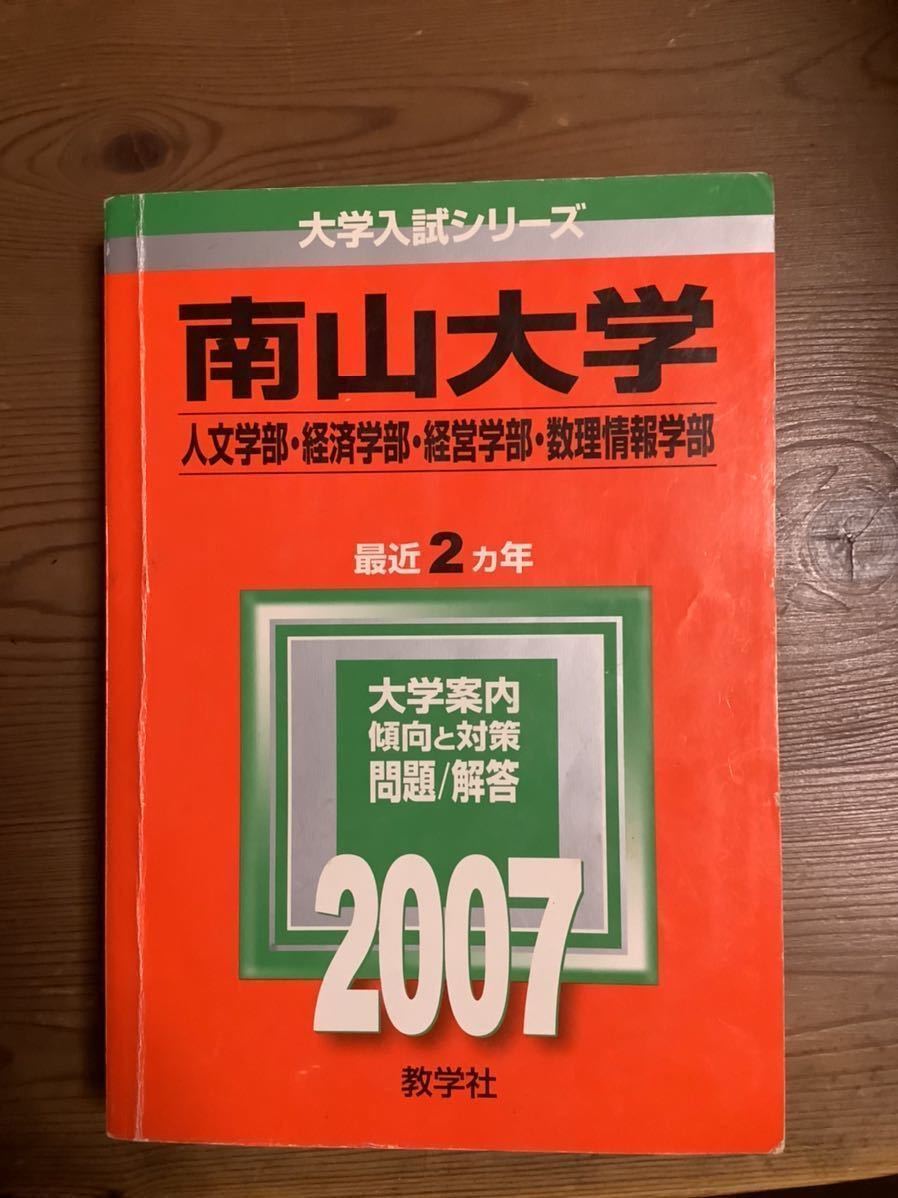 大学入試シリーズ
南山大学
人文学部・経済学部・経営学部・数理情報学部
最近2カ年
大学案内
傾向と対策
問題/解答
2007
教学社